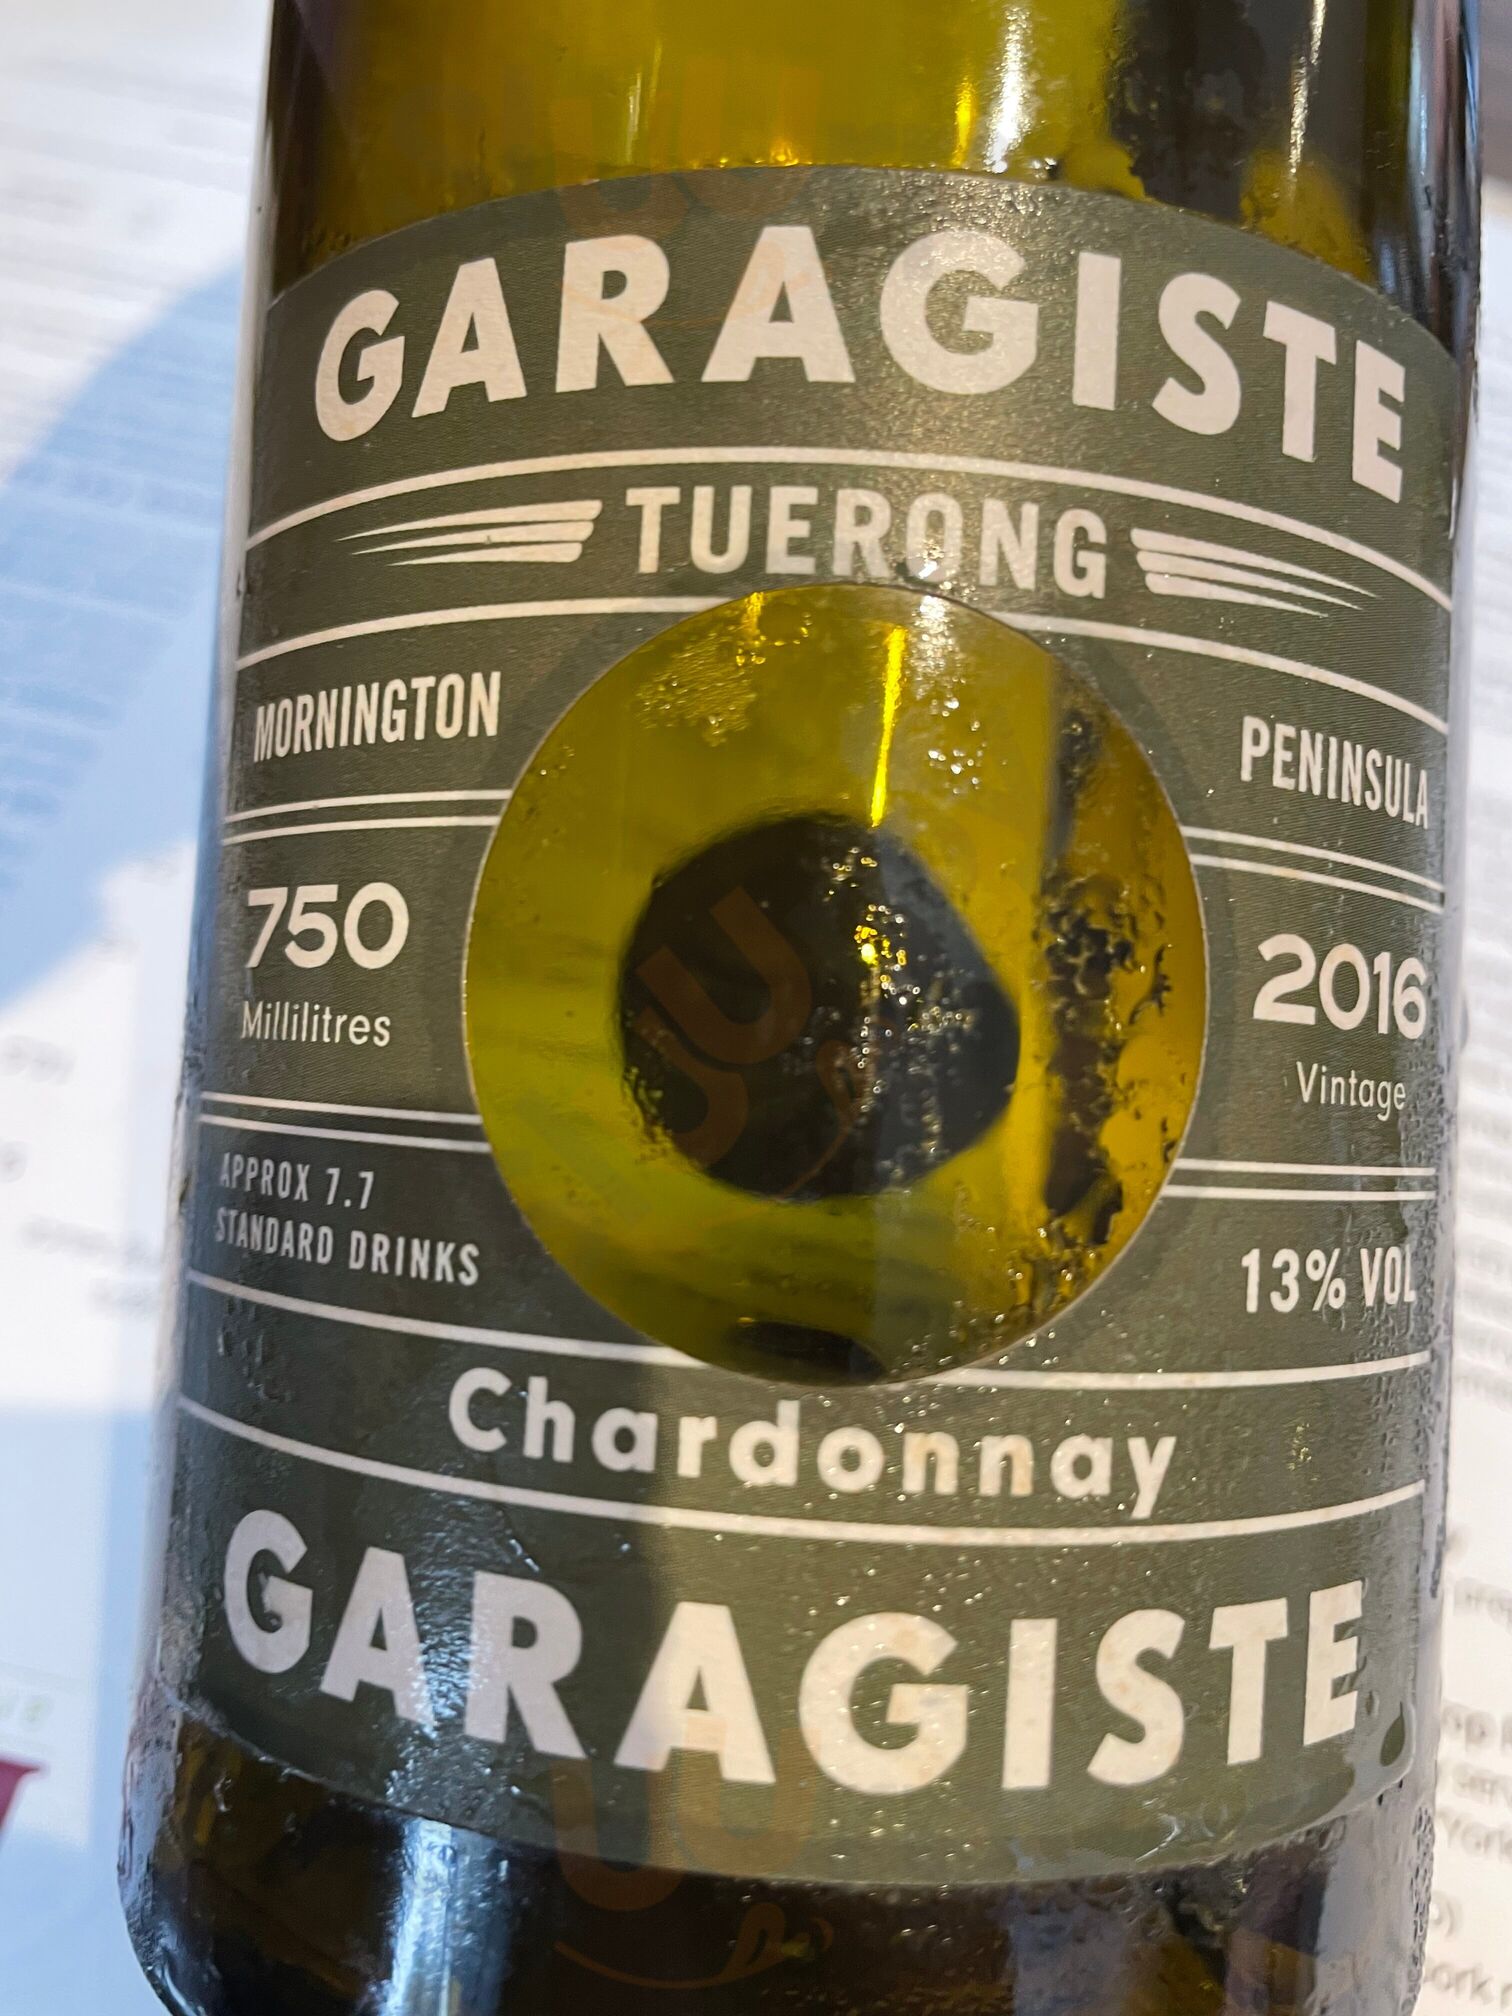 GARAGISTE
TUERONG
MORNINGTON PENINSULA
750 2016
Millilitres Vintage
APPROX 7.7
STANDARD DRINKS
13% VOL
Chardonnay
GARAGISTE